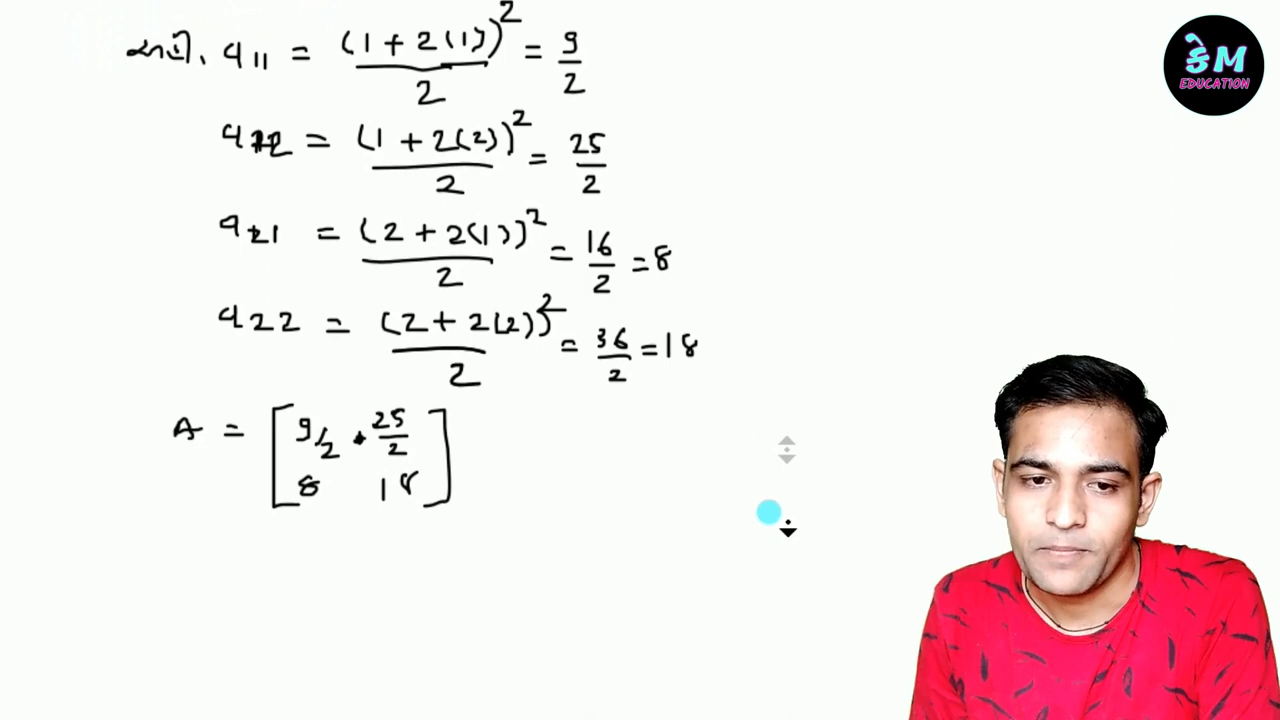 a11 = (1 + 2(1))² / 2 = 9/2
a12 = (1 + 2(2))² / 2 = 25/2
a21 = (2 + 2(1))² / 2 = 16/2 = 8
a22 = (2 + 2(2))² / 2 = 36/2 = 18
A = [ 9/2 25/2
8 18 ]
કેM
EDUCATION